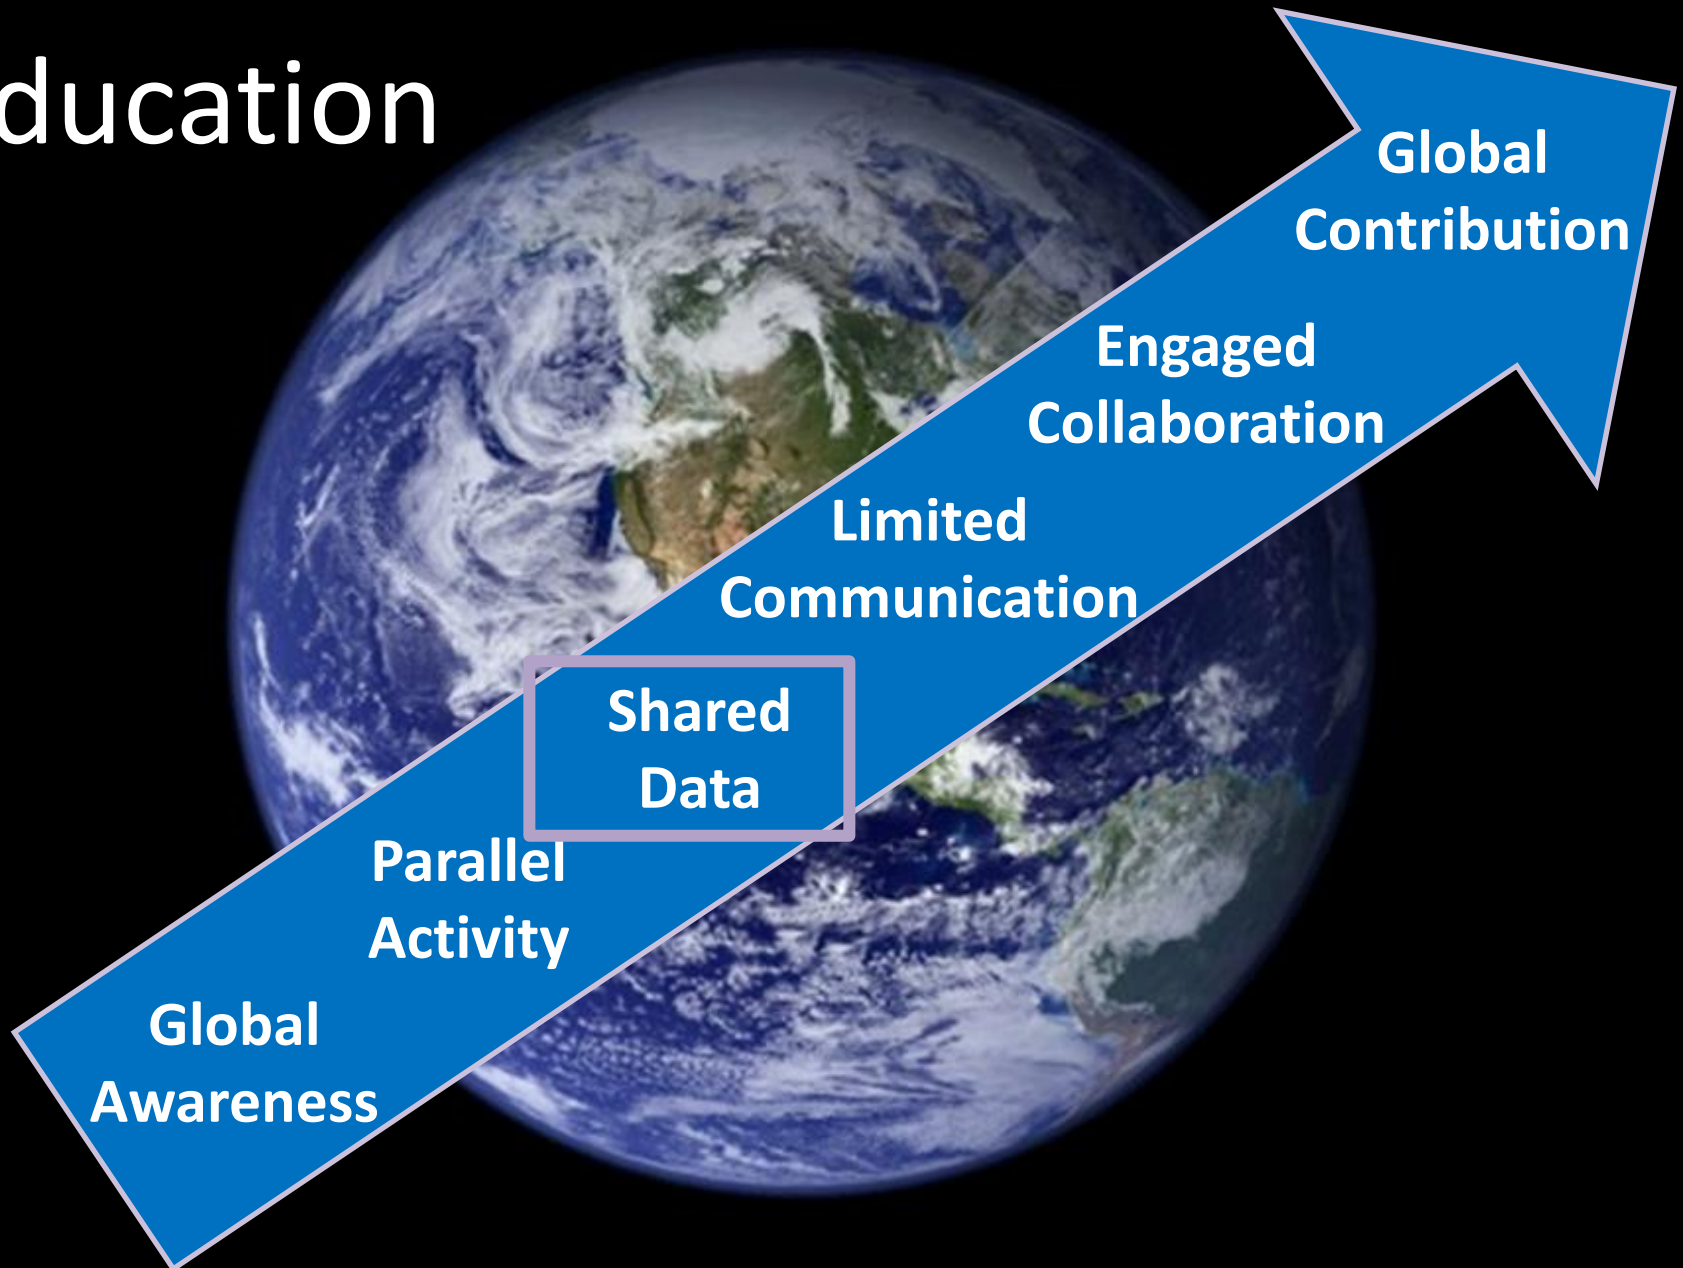 ducation
Global
Contribution
Engaged
Collaboration
Limited
Communication
Shared
Data
Parallel
Activity
Global
Awareness